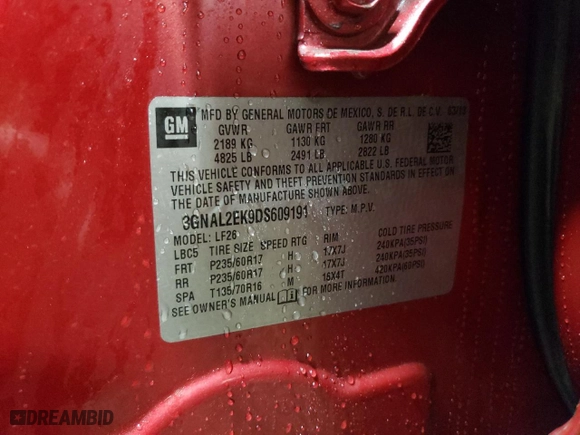 GM
MFD BY GENERAL MOTORS DE MEXICO, S. DE R.L. DE C.V. 03/13
GVWR GAWR FRT GAWR RR
2189 KG 1130 KG 1280 KG
4825 LB 2491 LB 2822 LB
THIS VEHICLE CONFORMS TO ALL APPLICABLE U.S. FEDERAL MOTOR
VEHICLE SAFETY AND THEFT PREVENTION STANDARDS IN EFFECT ON
THE DATE OF MANUFACTURE SHOWN ABOVE.
3GNAL2EK9DS609191 TYPE: M.P.V.
MODEL: LF26
LBC5 TIRE SIZE SPEED RTG RIM COLD TIRE PRESSURE
FRT P235/60R17 H 17X7J 240KPA(35PSI)
RR P235/60R17 H 17X7J 240KPA(35PSI)
SPA T135/70R16 M 16X4T 420KPA(60PSI)
SEE OWNER'S MANUAL FOR MORE INFORMATION.
DREAMBID